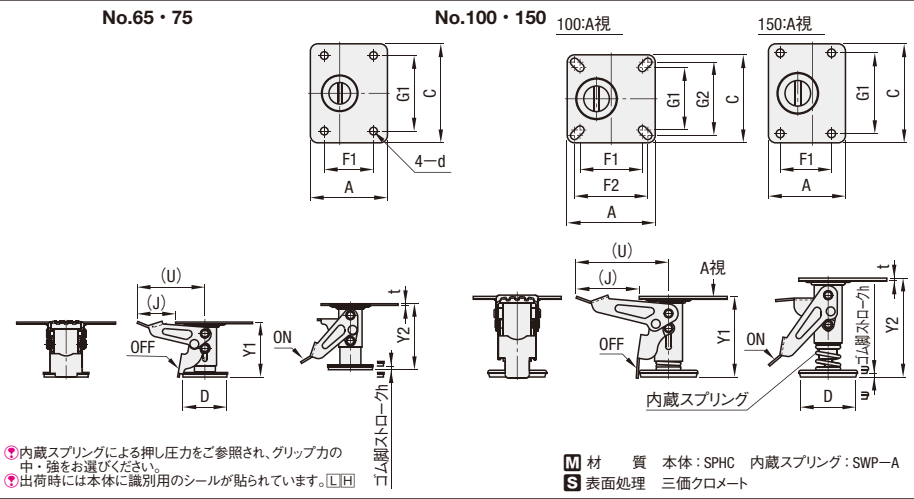 No.65・75
No.100・150
100:A視
150:A視
G1
C
F1
A
4－d
G1
G2
C
F1
F2
A
G1
C
F1
A
(U)
(J)
OFF
Y1
D
ON
t
Y2
ゴム脚ストロークh
(U)
(J)
A視
OFF
Y1
内蔵スプリング
ON
t
ゴム脚ストロークh
Y2
D
内蔵スプリングによる押し圧力をご参照され、グリップ力の
中・強をお選びください。
出荷時には本体に識別用のシールが貼られています。L H
M 材　質　本体：SPHC　内蔵スプリング：SWP－A
S 表面処理　三価クロメート